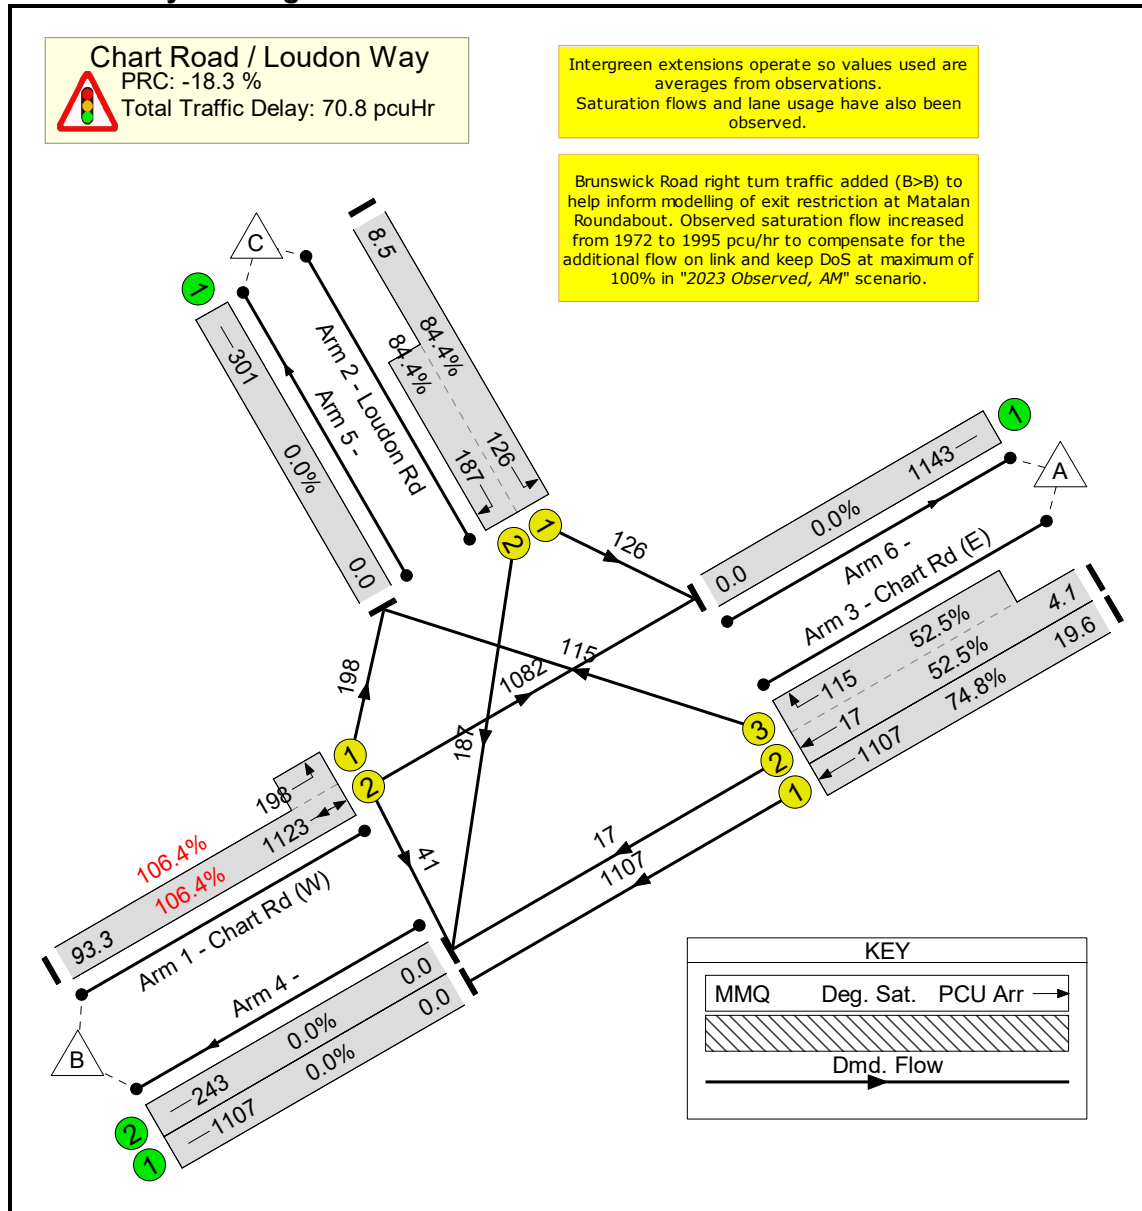 Chart Road / Loudon Way
PRC: -18.3 %
Total Traffic Delay: 70.8 pcuHr
Intergreen extensions operate so values used are
averages from observations.
Saturation flows and lane usage have also been
observed.
Brunswick Road right turn traffic added (B>B) to
help inform modelling of exit restriction at Matalan
Roundabout. Observed saturation flow increased
from 1972 to 1995 pcu/hr to compensate for the
additional flow on link and keep DoS at maximum of
100% in "2023 Observed, AM" scenario.
C
1
301
0.0%
0.0
Arm 5 -
Arm 2 - Loudon Rd
8.5
84.4%
84.4%
126
187
2
1
126
1
A
1143
0.0%
0.0
Arm 6 -
Arm 3 - Chart Rd (E)
52.5%
4.1
52.5%
19.6
74.8%
115
17
1107
3
2
1
115
1082
187
198
41
17
1107
1
2
198
1123
106.4%
106.4%
93.3
Arm 1 - Chart Rd (W)
Arm 4 -
B
0.0
0.0
0.0%
0.0%
243
1107
2
1
KEY
MMQ Deg. Sat. PCU Arr
Dmd. Flow